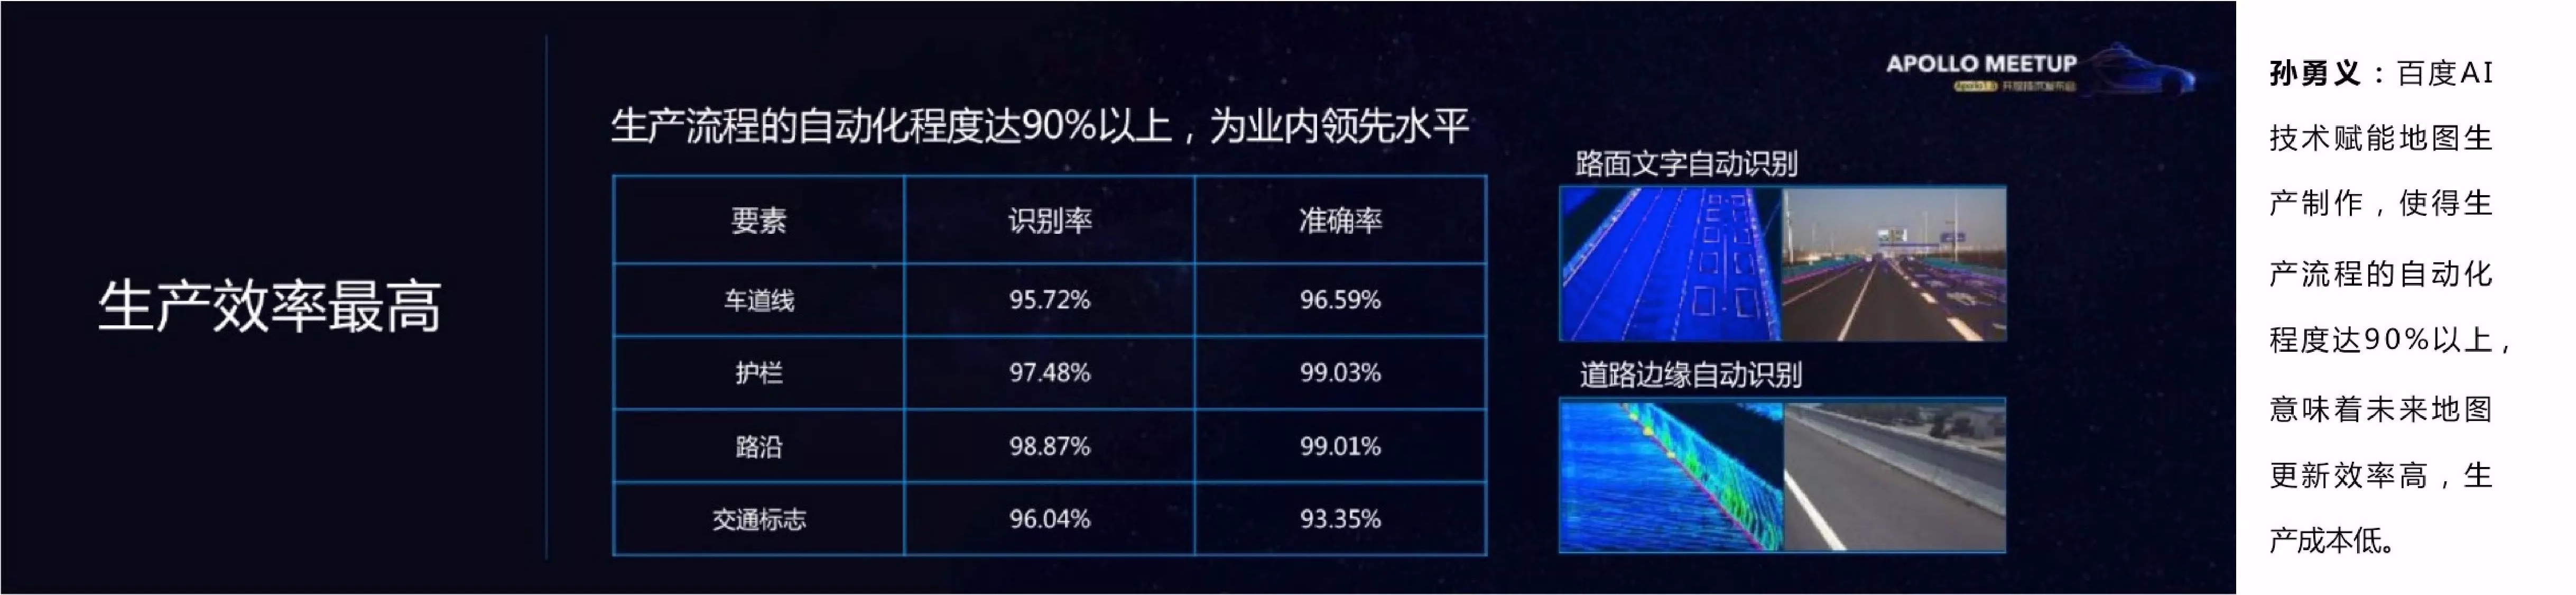 生产效率最高
APOLLO MEETUP
生产流程的自动化程度达90%以上，为业内领先水平
要素 识别率 准确率
车道线 95.72% 96.59%
护栏 97.48% 99.03%
路沿 98.87% 99.01%
交通标志 96.04% 93.35%
路面文字自动识别
道路边缘自动识别
孙勇义：百度AI
技术赋能地图生
产制作，使得生
产流程的自动化
程度达90%以上，
意味着未来地图
更新效率高，生
产成本低。